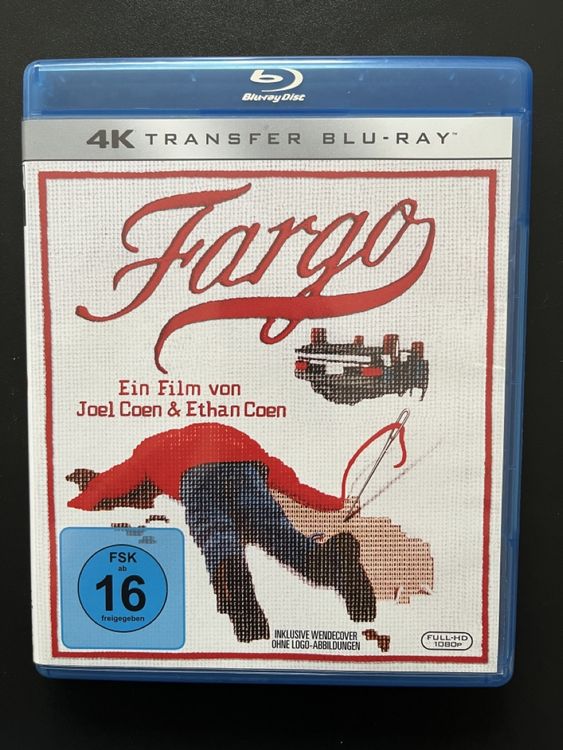 Blu-ray Disc
4K TRANSFER BLU-RAY™
Fargo
Ein Film von
Joel Coen & Ethan Coen
FSK
ab
16
freigegeben
INKLUSIVE WENDECOVER
OHNE LOGO-ABBILDUNGEN
FULL-HD
1080p